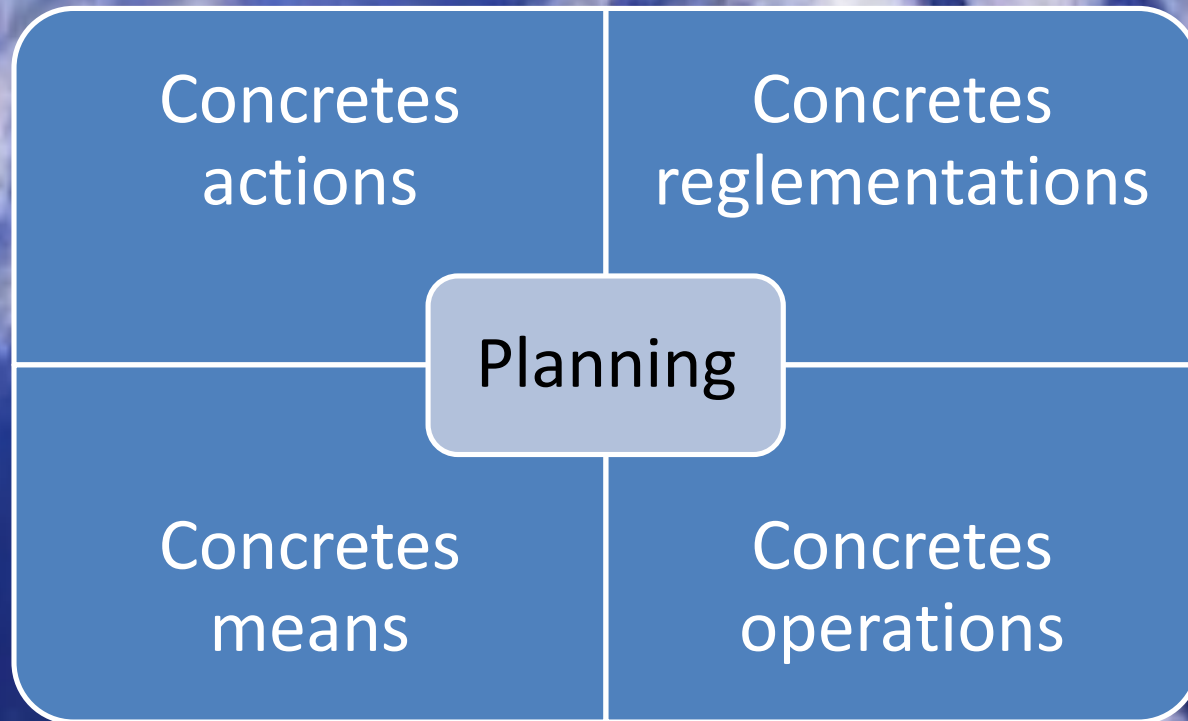 Concretes
actions
Concretes
reglementations
Planning
Concretes
means
Concretes
operations